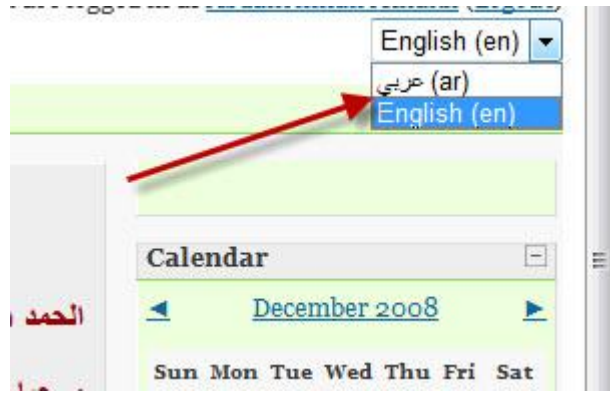 English (en)
عربي (ar)
English (en)
Calendar
December 2008
الحمد
Sun Mon Tue Wed Thu Fri Sat